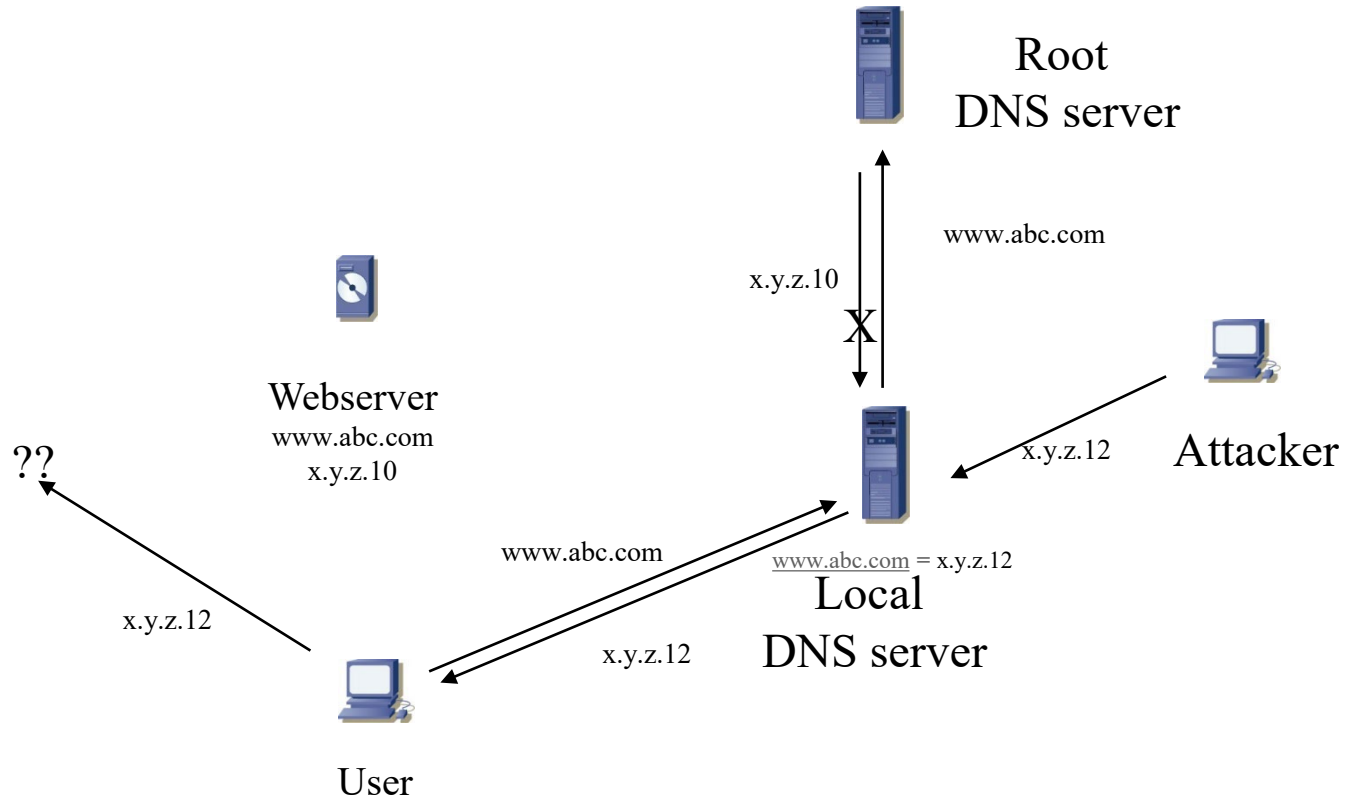 Root
DNS server
www.abc.com
x.y.z.10
X
Webserver
www.abc.com
x.y.z.10
??
x.y.z.12
Attacker
www.abc.com
www.abc.com = x.y.z.12
Local
DNS server
x.y.z.12
x.y.z.12
User